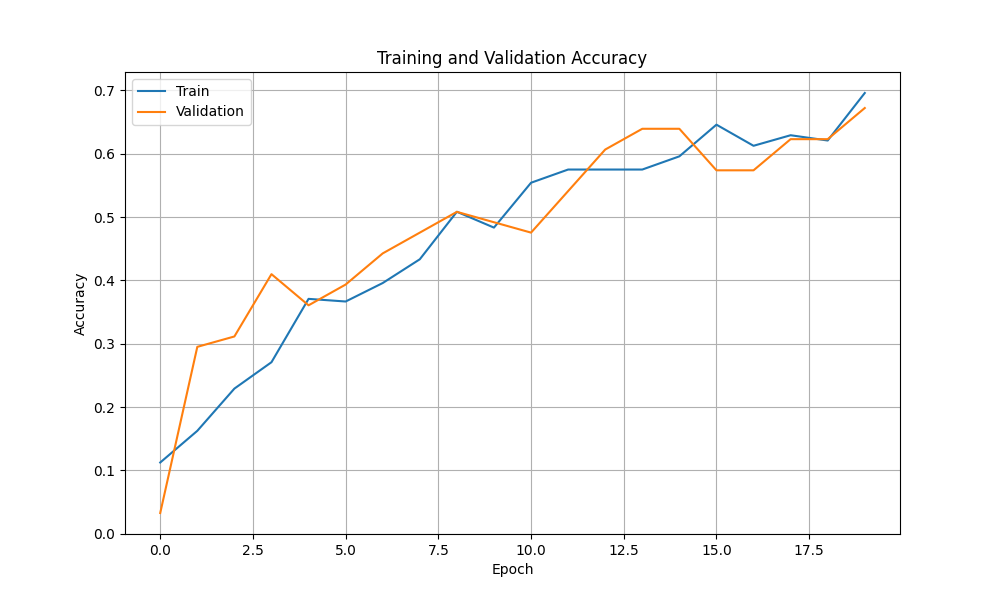 Training and Validation Accuracy
Train
Validation
Accuracy
0.7
0.6
0.5
0.4
0.3
0.2
0.1
0.0
0.0 2.5 5.0 7.5 10.0 12.5 15.0 17.5
Epoch